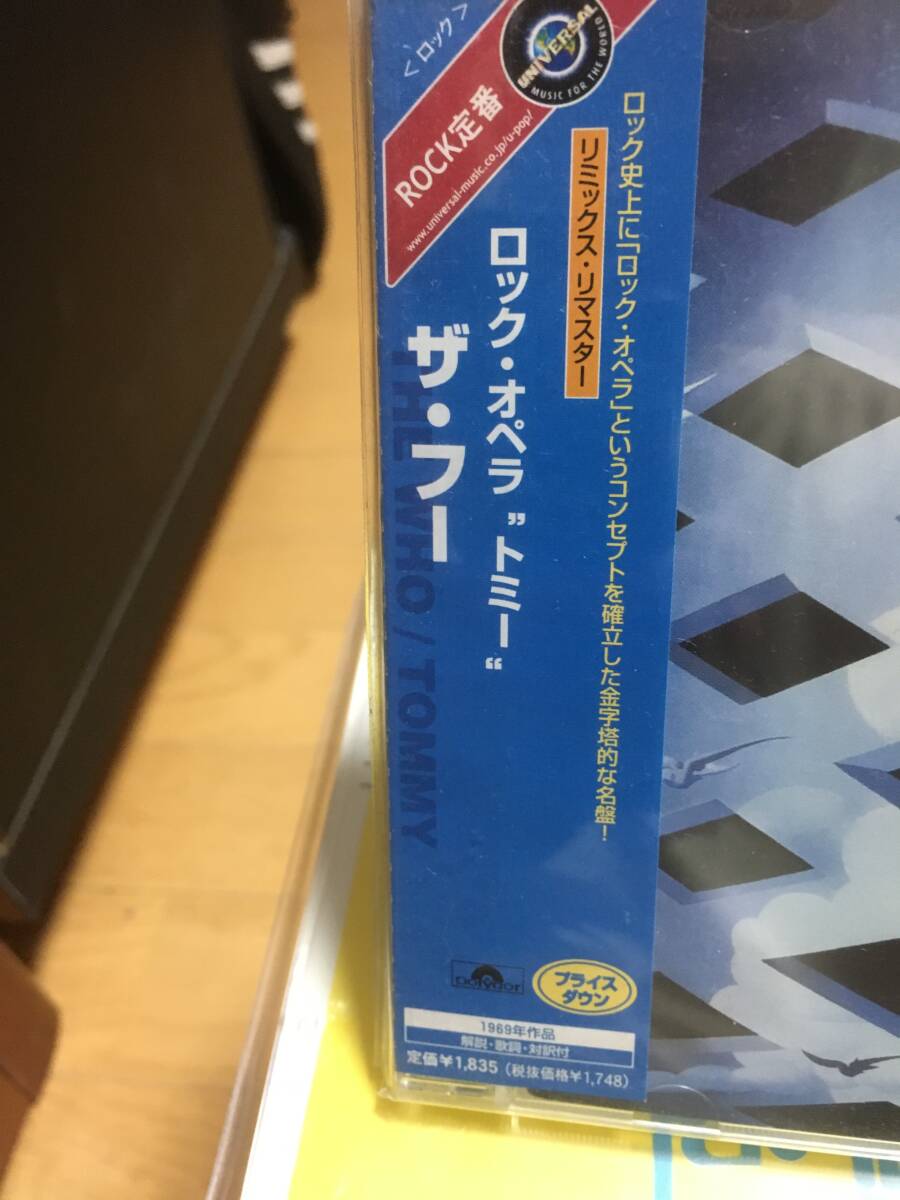 〈ロック〉
ROCK定番
www.universal-music.co.jp/u-pop/
UNIVERSAL
MUSIC FOR THE WORLD
ロック史上に「ロック・オペラ」というコンセプトを確立した金字塔的な名盤!
リミックス・リマスター
ロック・オペラ ”トミー“
ザ・フー
THE WHO / TOMMY
polydor
プライス
ダウン
1969年作品
解説・歌詞・対訳付
定価¥1,835 (税抜価格¥1,748)